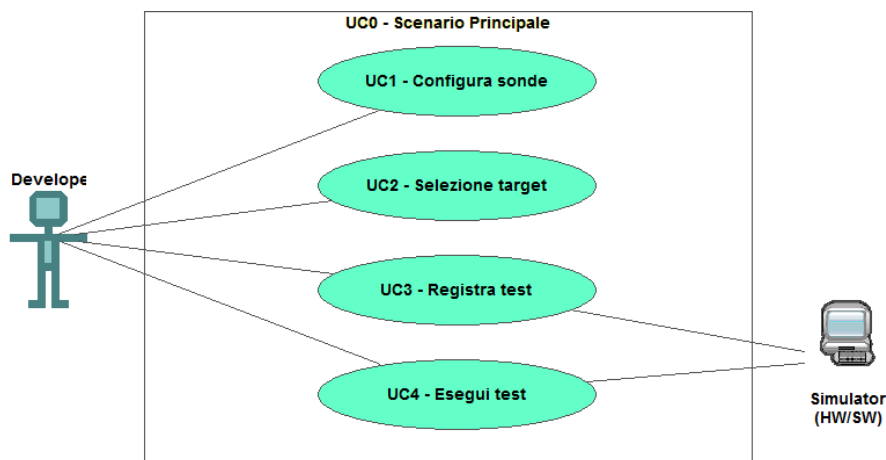 UC0 - Scenario Principale
UC1 - Configura sonde
Develope
UC2 - Selezione target
UC3 - Registra test
UC4 - Esegui test
Simulator
(HW/SW)